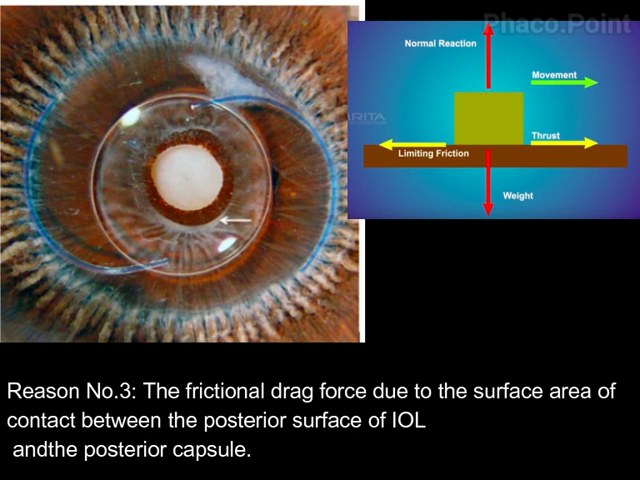 Phaco.Point
Normal Reaction
Movement
ARITA
Thrust
Limiting Friction
Weight
Reason No.3: The frictional drag force due to the surface area of
contact between the posterior surface of IOL
andthe posterior capsule.